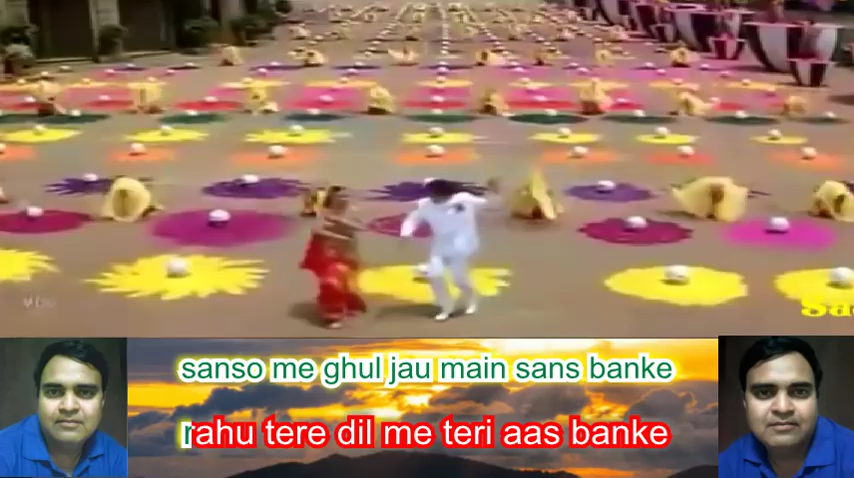 sanso me ghul jau main sans banke
rahu tere dil me teri aas banke